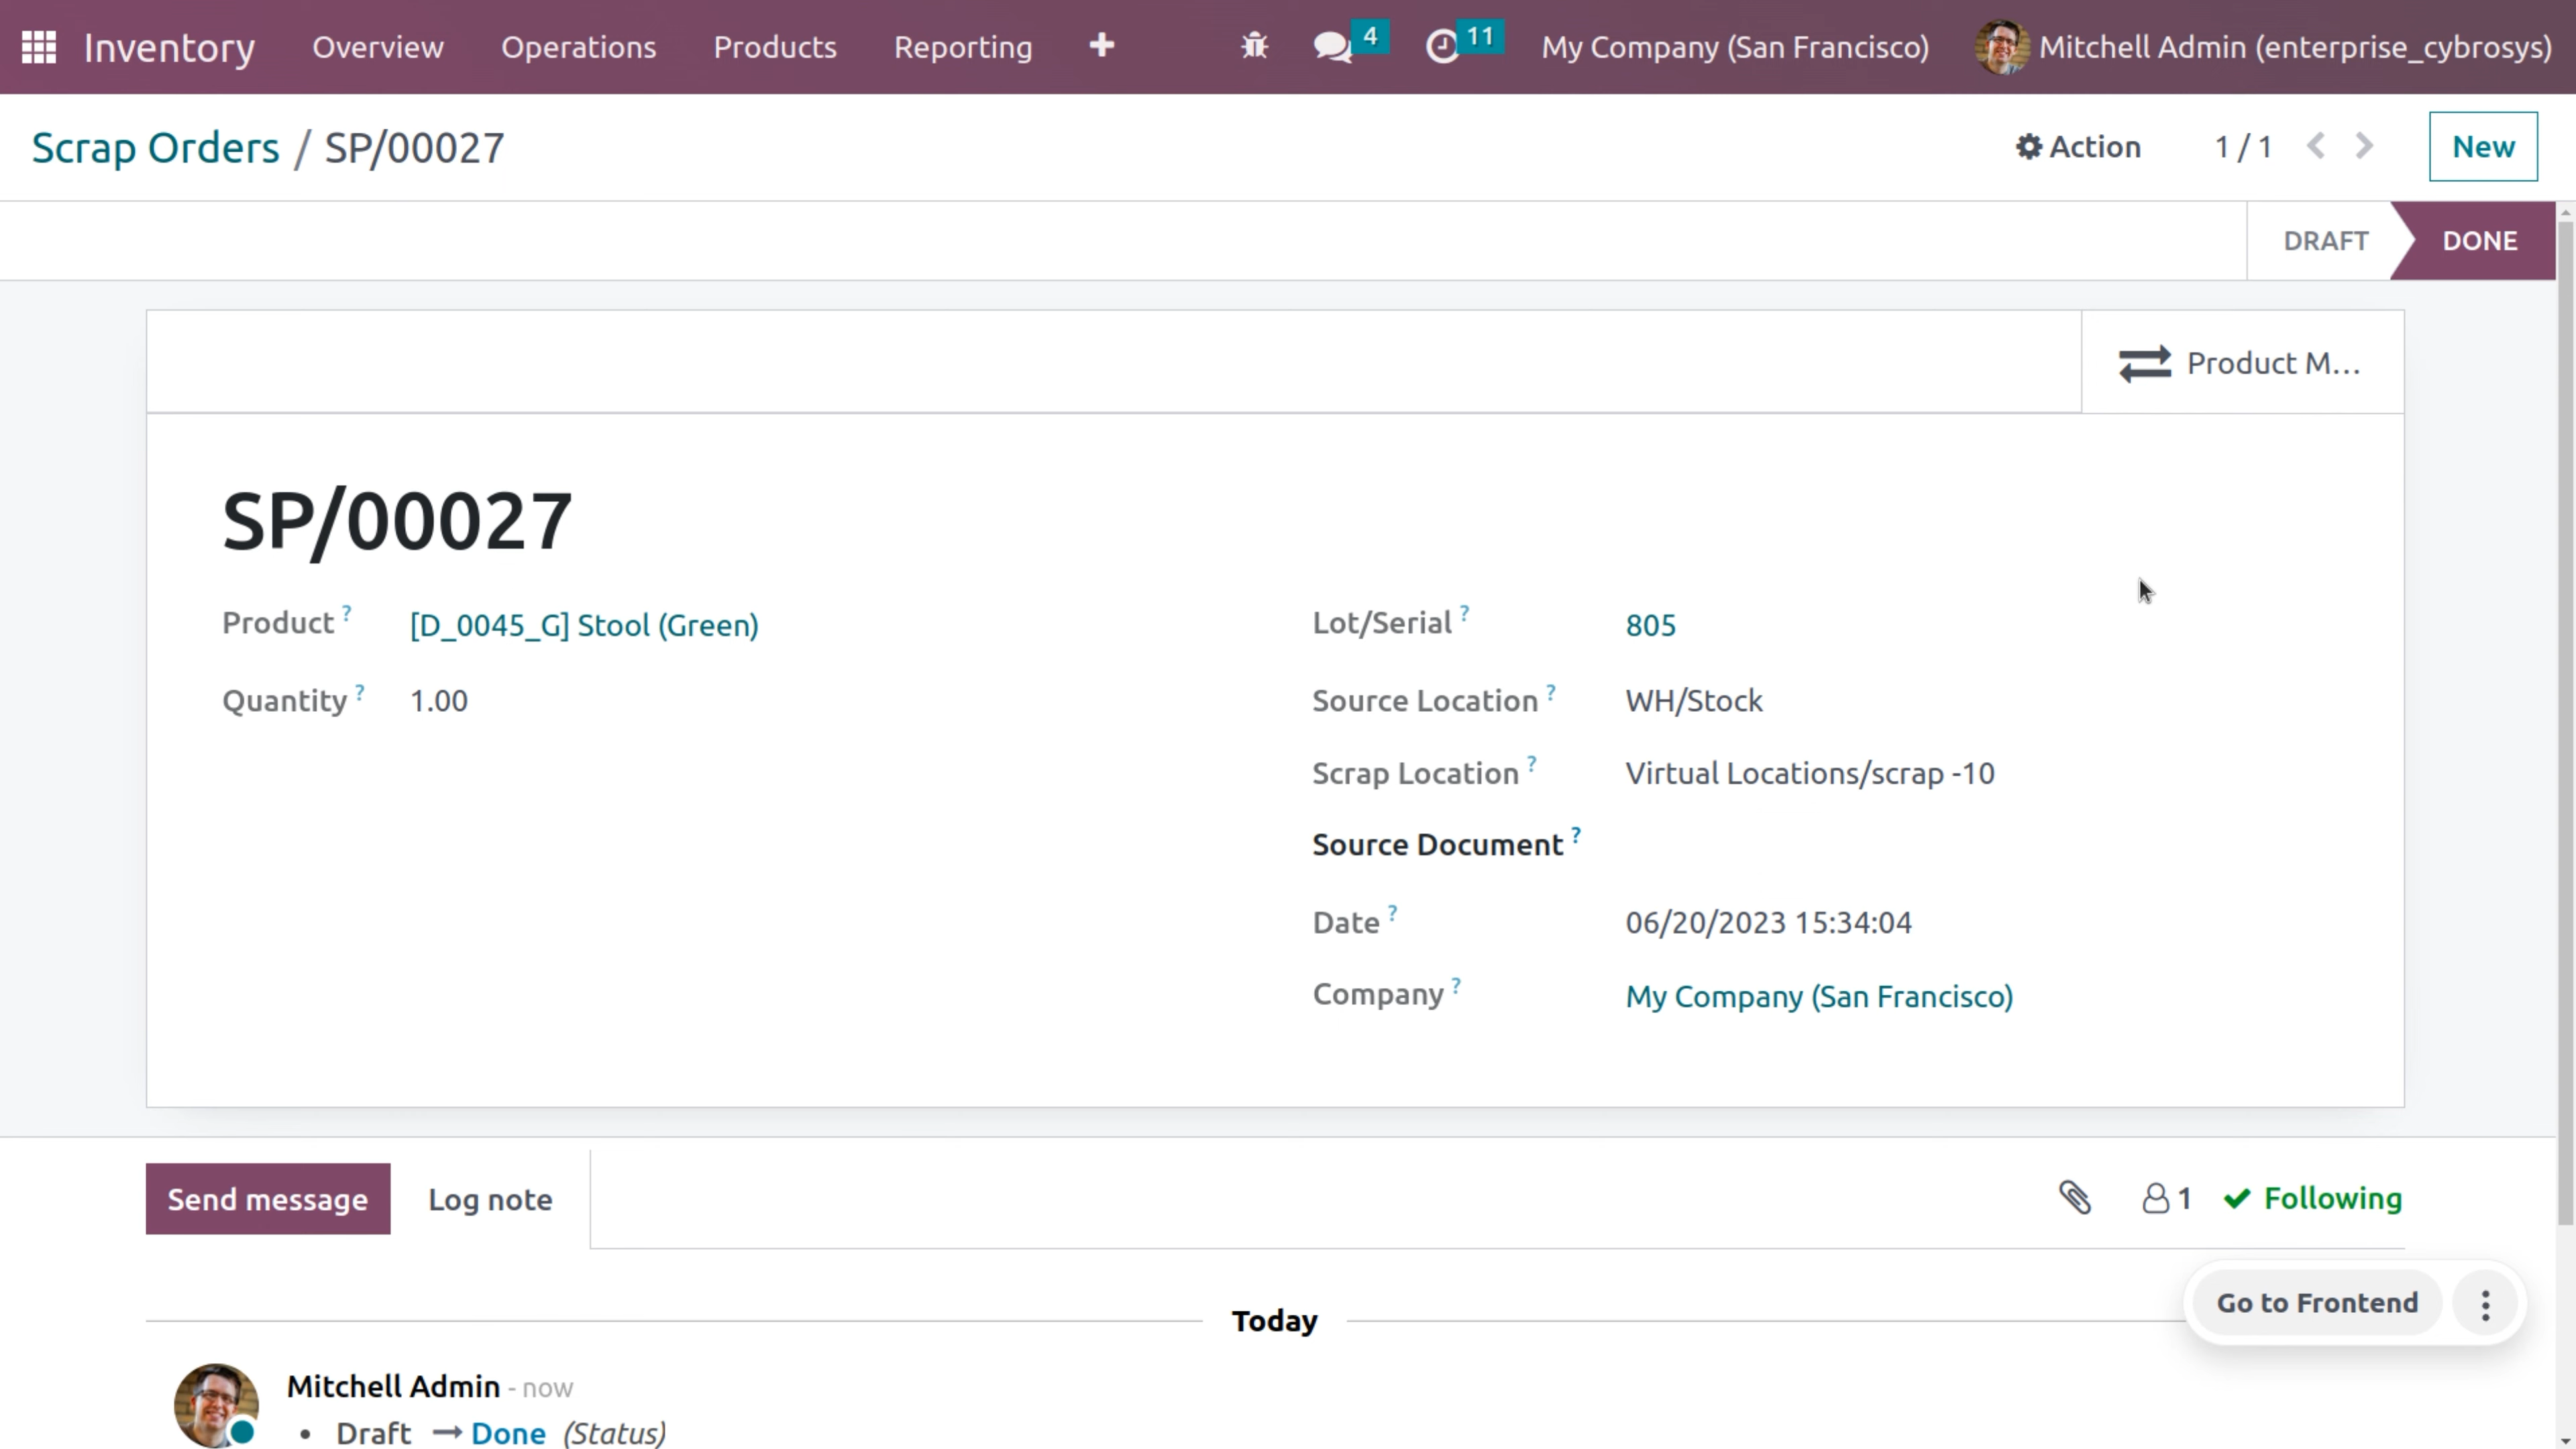 Inventory Overview Operations Products Reporting + 4 11 My Company (San Francisco) Mitchell Admin (enterprise_cybrosys)
Scrap Orders / SP/00027 Action 1 / 1 New
DRAFT DONE
Product M...
SP/00027
Product ? [D_0045_G] Stool (Green)
Quantity ? 1.00
Lot/Serial ? 805
Source Location ? WH/Stock
Scrap Location ? Virtual Locations/scrap -10
Source Document ?
Date ? 06/20/2023 15:34:04
Company ? My Company (San Francisco)
Send message Log note 1 Following
Go to Frontend
Today
Mitchell Admin - now
• Draft → Done (Status)